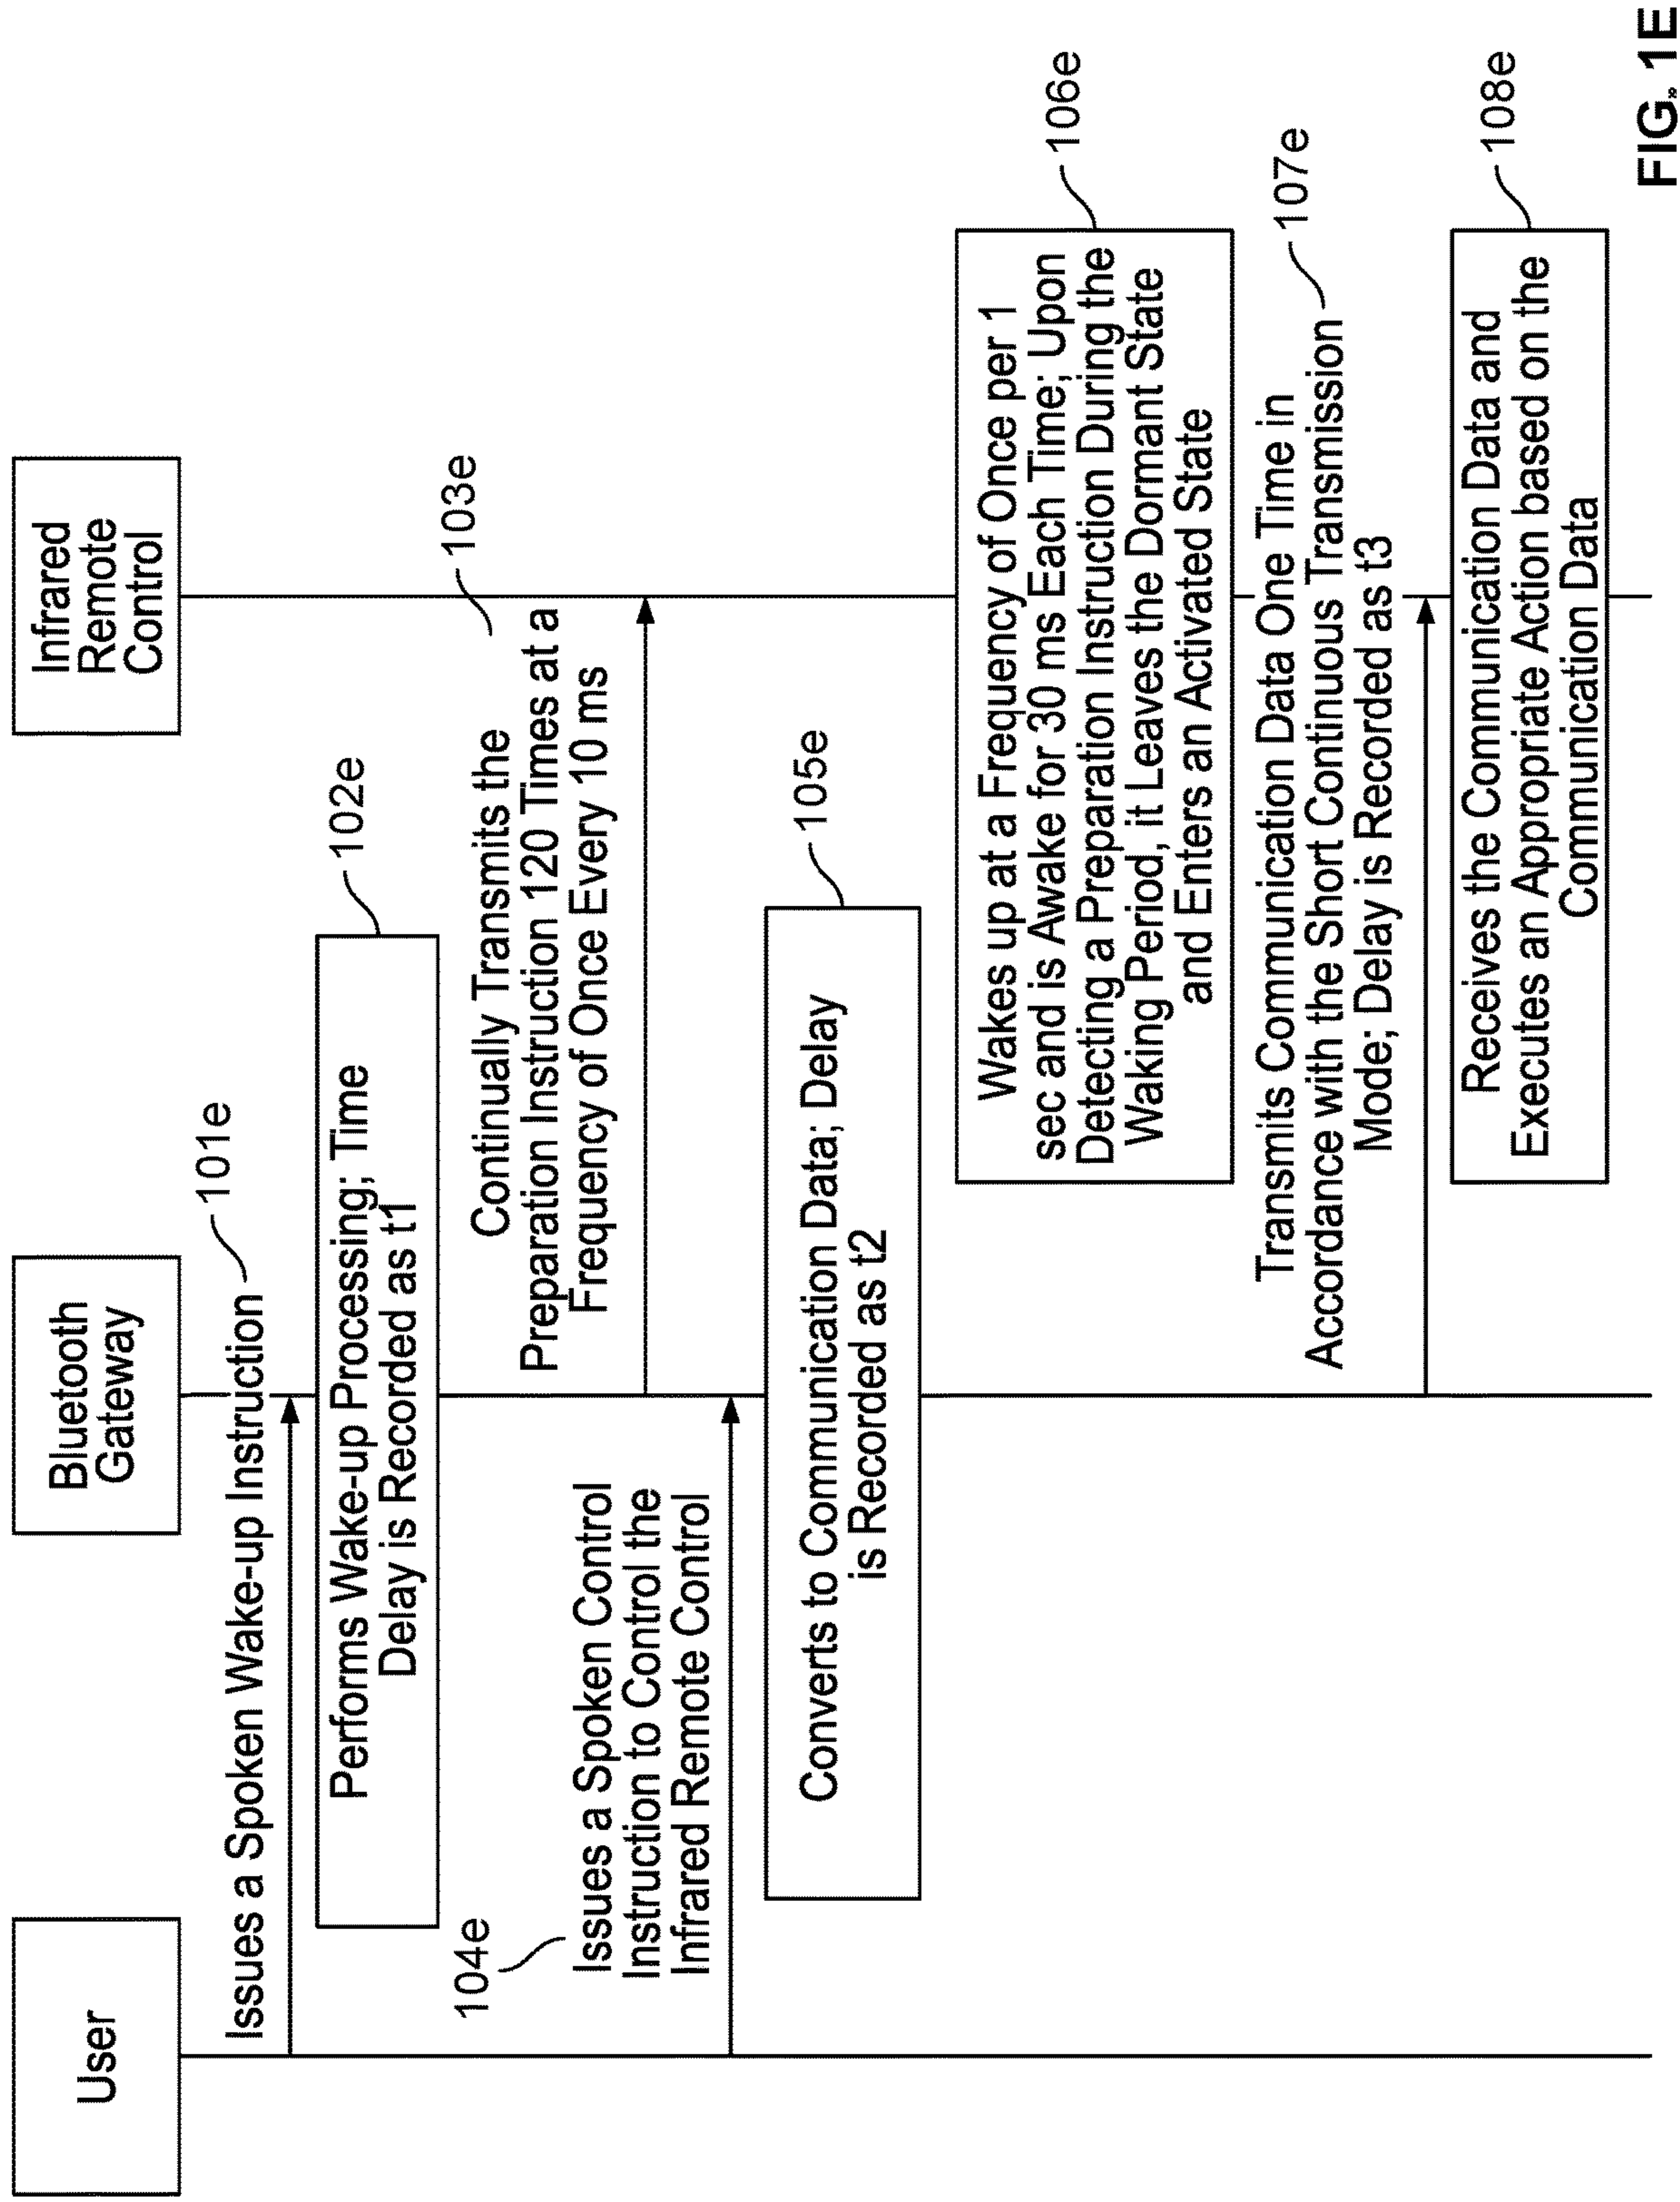 User
Bluetooth
Gateway
Infrared
Remote
Control
Issues a Spoken Wake-up Instruction
101e
Performs Wake-up Processing; Time
Delay is Recorded as t1
102e
Continually Transmits the
Preparation Instruction 120 Times at a
Frequency of Once Every 10 ms
103e
104e
Issues a Spoken Control
Instruction to Control the
Infrared Remote Control
Converts to Communication Data; Delay
is Recorded as t2
105e
Wakes up at a Frequency of Once per 1
sec and is Awake for 30 ms Each Time; Upon
Detecting a Preparation Instruction During the
Waking Period, it Leaves the Dormant State
and Enters an Activated State
106e
Transmits Communication Data One Time in
Accordance with the Short Continuous Transmission
Mode; Delay is Recorded as t3
107e
Receives the Communication Data and
Executes an Appropriate Action based on the
Communication Data
108e
FIG. 1E